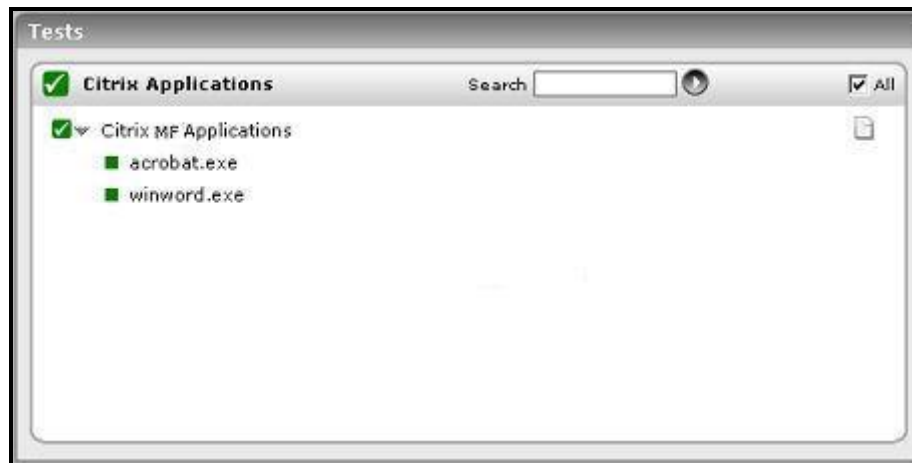 Tests
Citrix Applications Search All
Citrix MF Applications
acrobat.exe
winword.exe